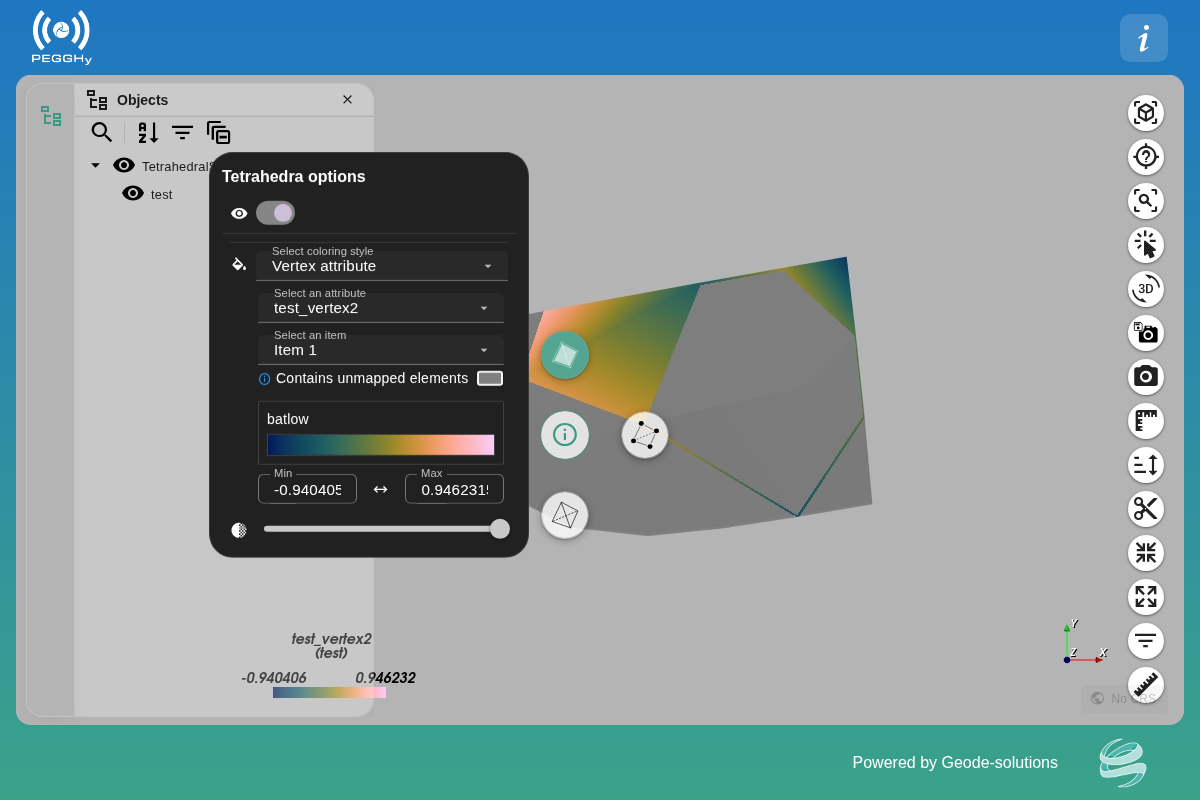 PEGGHy
i
Objects
A
Z
Tetrahedral
test
Tetrahedra options
Select coloring style
Vertex attribute
Select an attribute
test_vertex2
Select an item
Item 1
Contains unmapped elements
batlow
Min
Max
-0.940405
0.946231
test_vertex2
(test)
-0.940406
0.946232
3D
Y
Z
X
No CRS
Powered by Geode-solutions